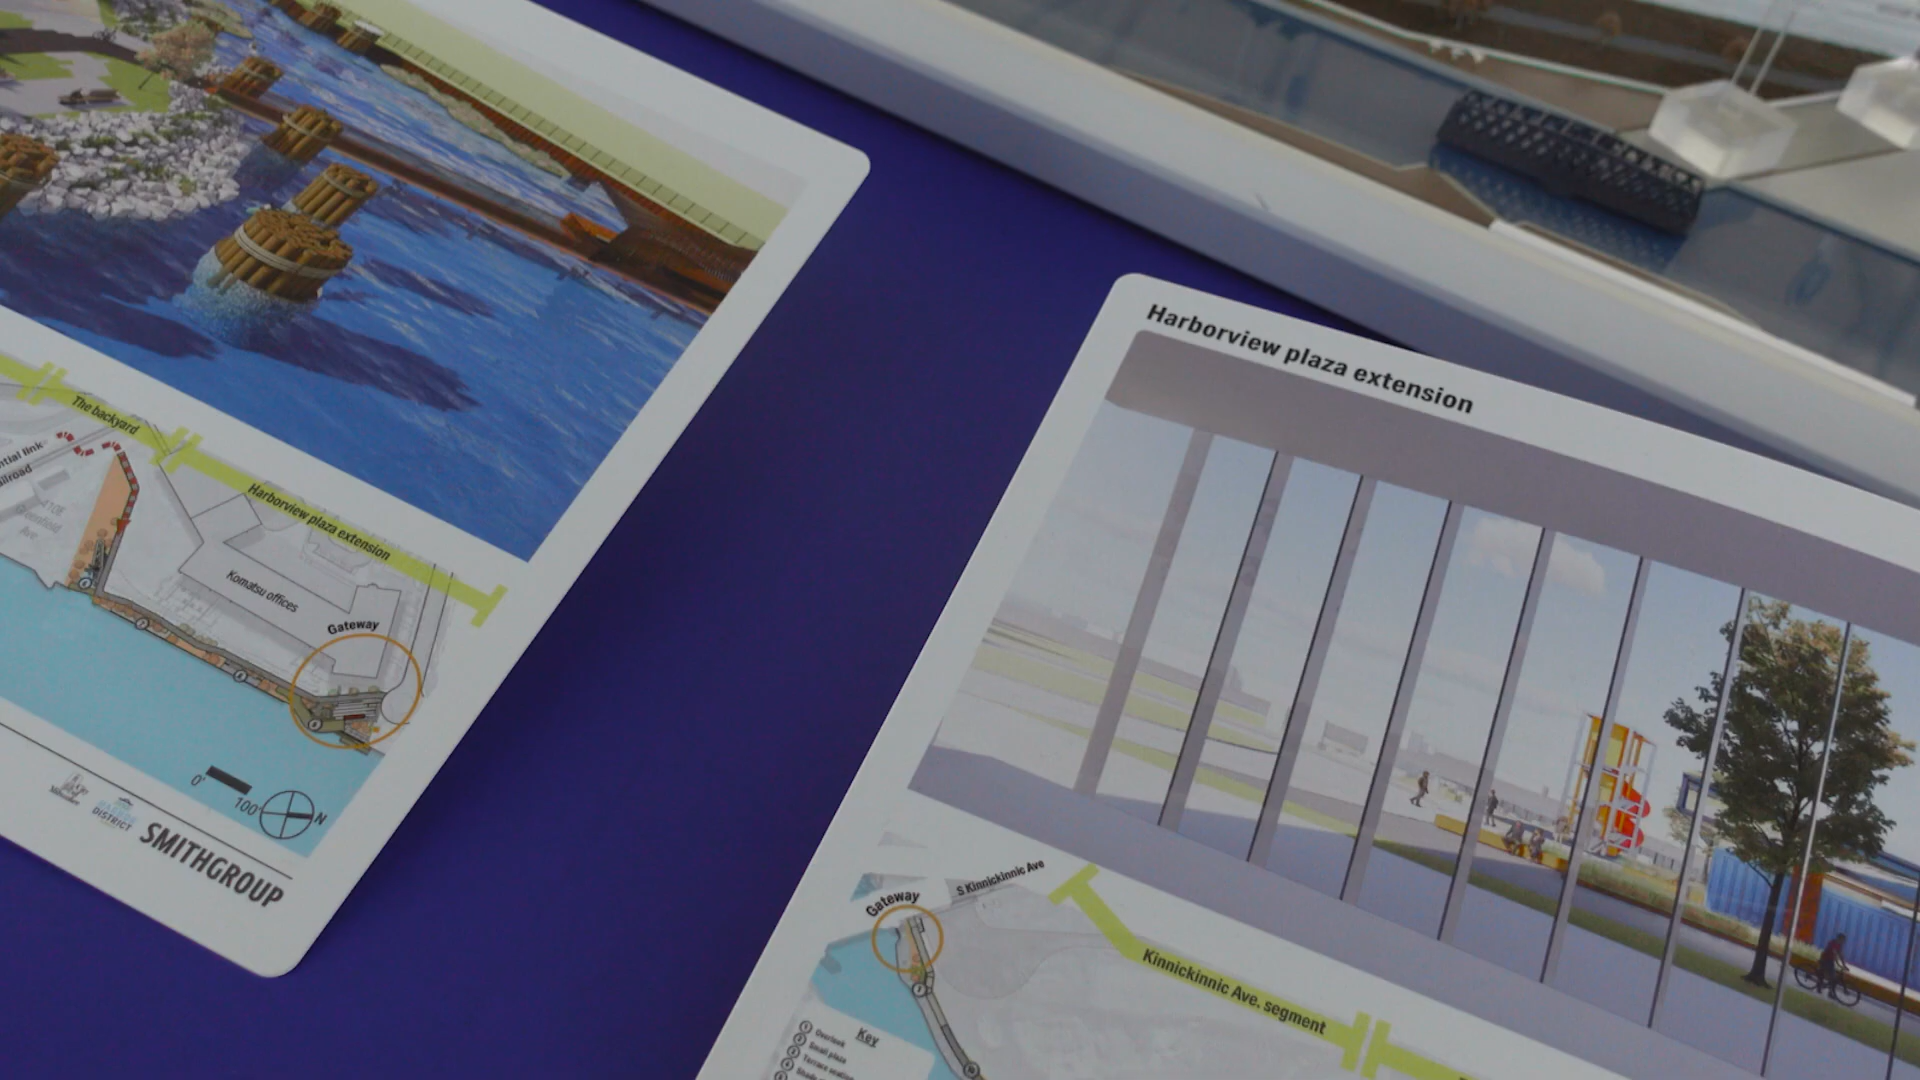 The backyard
Harborview plaza extension
Komatsu offices
Gateway
0'
100'
N
DISTRICT
SMITHGROUP
Harborview plaza extension
S Kinnickinnic Ave
Gateway
Kinnickinnic Ave. segment
Key
Overlook
Small plaza